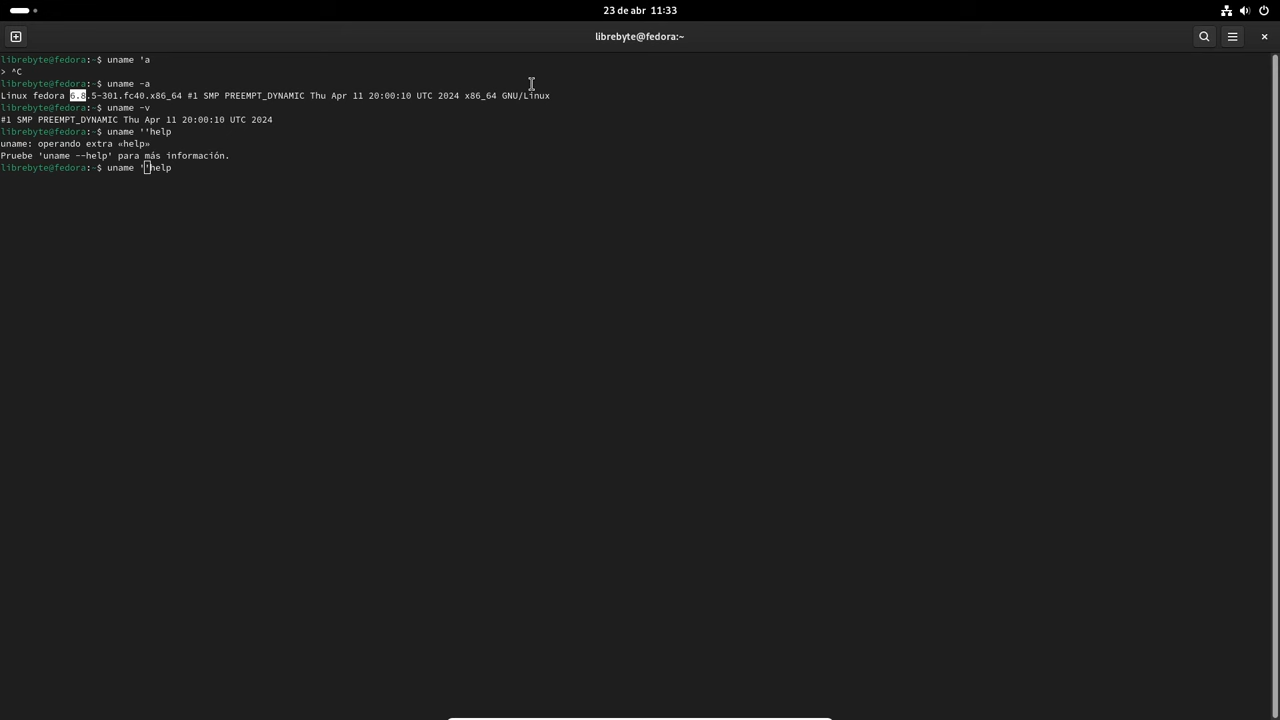 23 de abr 11:33
librebyte@fedora:~
librebyte@fedora:~$ uname 'a
> ^C
librebyte@fedora:~$ uname -a
Linux fedora 6.8.5-301.fc40.x86_64 #1 SMP PREEMPT_DYNAMIC Thu Apr 11 20:00:10 UTC 2024 x86_64 GNU/Linux
librebyte@fedora:~$ uname -v
#1 SMP PREEMPT_DYNAMIC Thu Apr 11 20:00:10 UTC 2024
librebyte@fedora:~$ uname ''help
uname: operando extra «help»
Pruebe 'uname --help' para más información.
librebyte@fedora:~$ uname ''help